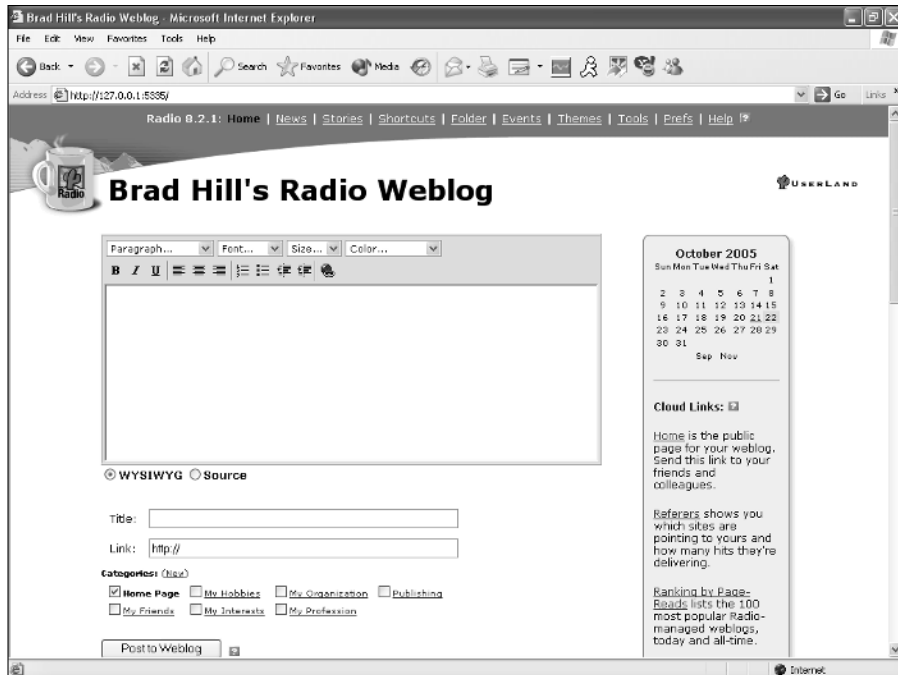 Brad Hill's Radio Weblog - Microsoft Internet Explorer
File Edit View Favorites Tools Help
Back Search Favorites Media
Address http://127.0.0.1:5335/ Go Links
Radio 8.2.1: Home | News | Stories | Shortcuts | Folder | Events | Themes | Tools | Prefs | Help
Radio
Brad Hill's Radio Weblog
USERLAND
Paragraph... Font... Size... Color...
B I U
WYSIWYG Source
Title:
Link: http://
Categories: (New)
Home Page My Hobbies My Organization Publishing
My Friends My Interests My Profession
Post to Weblog
October 2005
Sun Mon Tue Wed Thu Fri Sat
1
2 3 4 5 6 7 8
9 10 11 12 13 14 15
16 17 18 19 20 21 22
23 24 25 26 27 28 29
30 31
Sep Nov
Cloud Links:
Home is the public
page for your weblog.
Send this link to your
friends and
colleagues.
Referers shows you
which sites are
pointing to yours and
how many hits they're
delivering.
Ranking by Page-
Reads lists the 100
most popular Radio-
managed weblogs,
today and all-time.
Internet